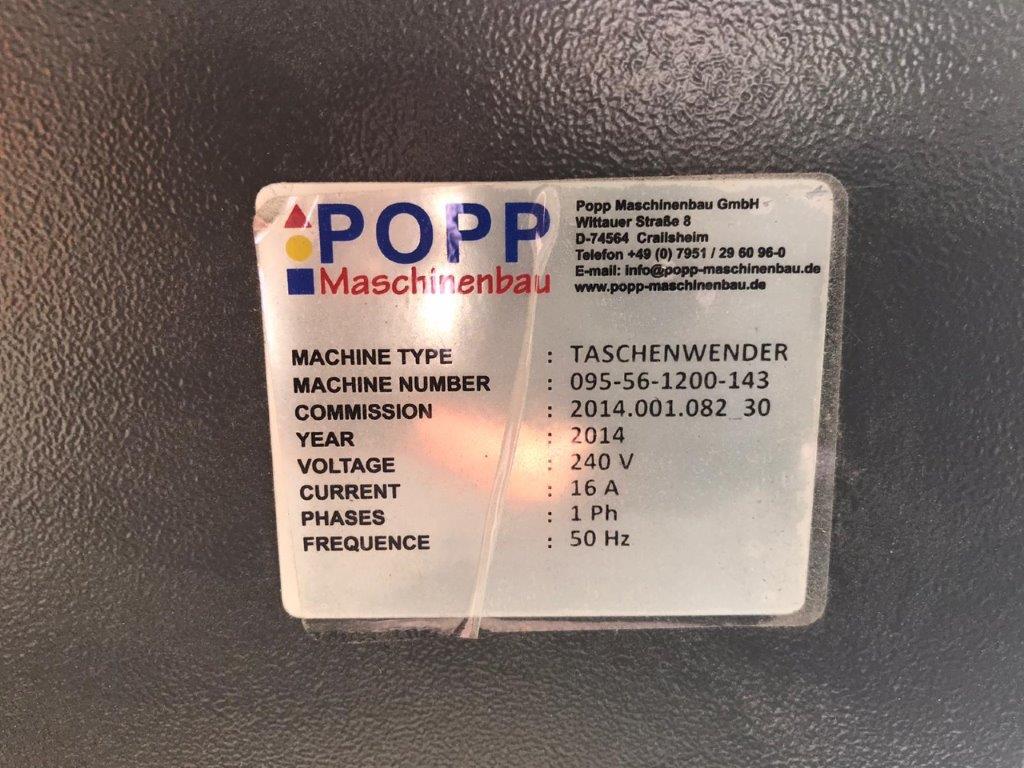 POPP
Maschinenbau
Popp Maschinenbau GmbH
Wittauer Straße 8
D-74564 Crailsheim
Telefon +49 (0) 7951 / 29 60 96-0
E-mail: info@popp-maschinenbau.de
www.popp-maschinenbau.de
MACHINE TYPE : TASCHENWENDER
MACHINE NUMBER : 095-56-1200-143
COMMISSION : 2014.001.082_30
YEAR : 2014
VOLTAGE : 240 V
CURRENT : 16 A
PHASES : 1 Ph
FREQUENCE : 50 Hz